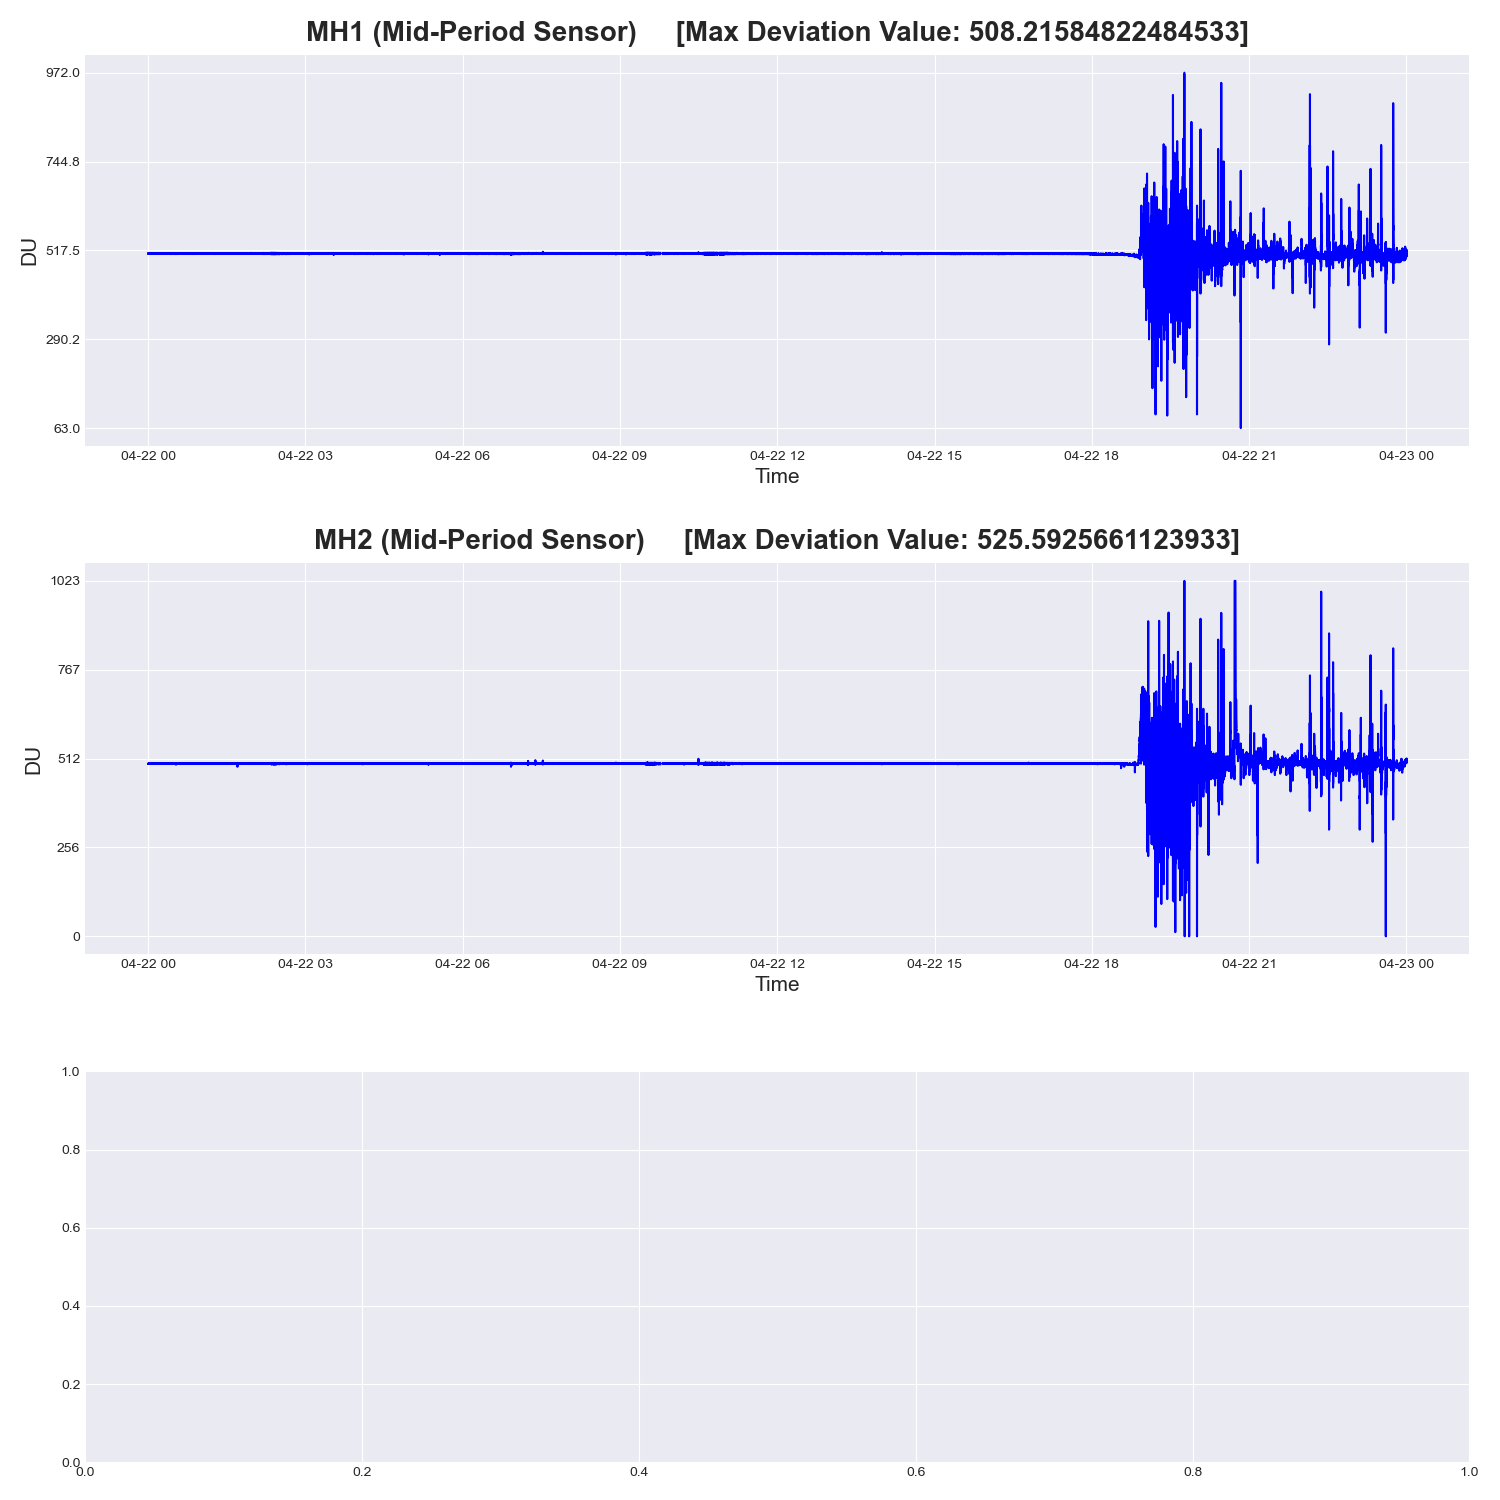 MH1 (Mid-Period Sensor) [Max Deviation Value: 508.21584822484533]
972.0
744.8
517.5
290.2
63.0
DU
04-22 00 04-22 03 04-22 06 04-22 09 04-22 12 04-22 15 04-22 18 04-22 21 04-23 00
Time
MH2 (Mid-Period Sensor) [Max Deviation Value: 525.5925661123933]
1023
767
512
256
0
DU
04-22 00 04-22 03 04-22 06 04-22 09 04-22 12 04-22 15 04-22 18 04-22 21 04-23 00
Time
1.0
0.8
0.6
0.4
0.2
0.0
0.0 0.2 0.4 0.6 0.8 1.0